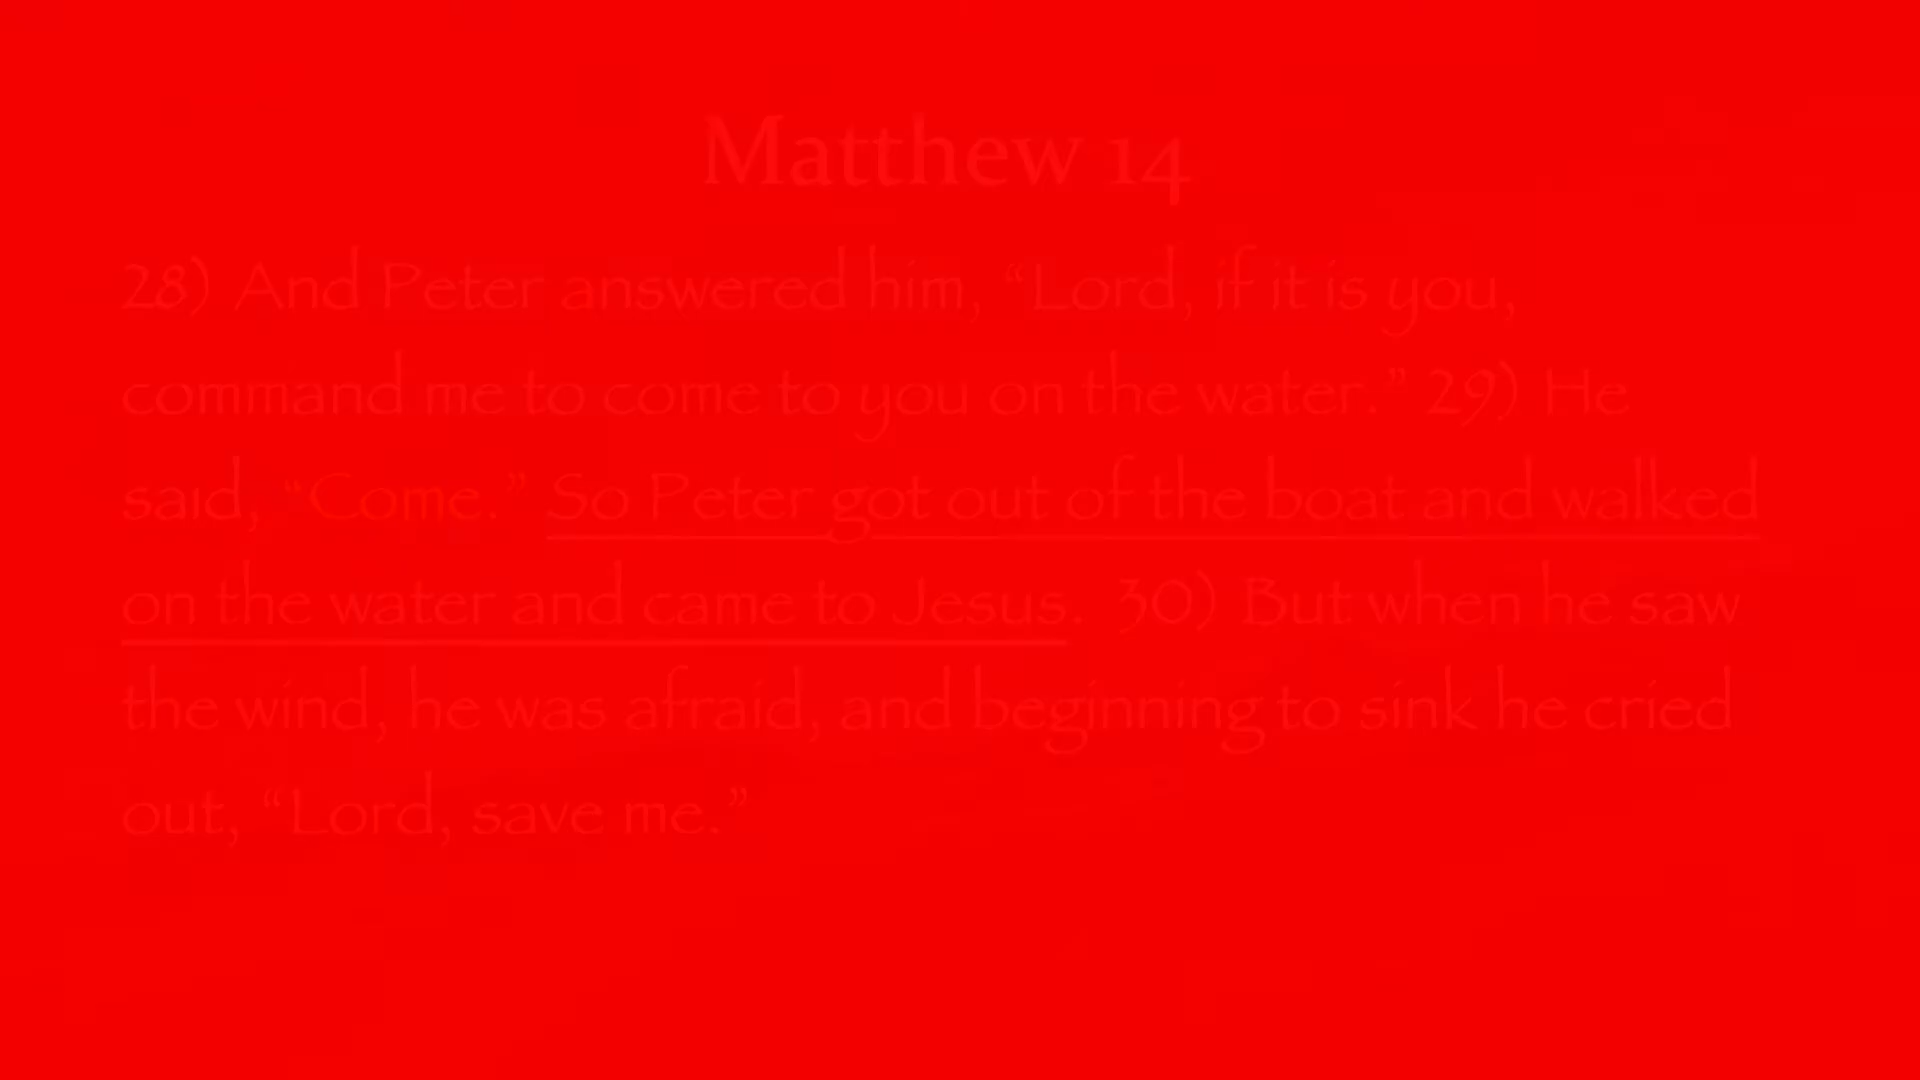 Matthew 14
28) And Peter answered him, “Lord, if it is you,
command me to come to you on the water.” 29) He
said, “Come.” So Peter got out of the boat and walked
on the water and came to Jesus. 30) But when he saw
the wind, he was afraid, and beginning to sink he cried
out, “Lord, save me.”